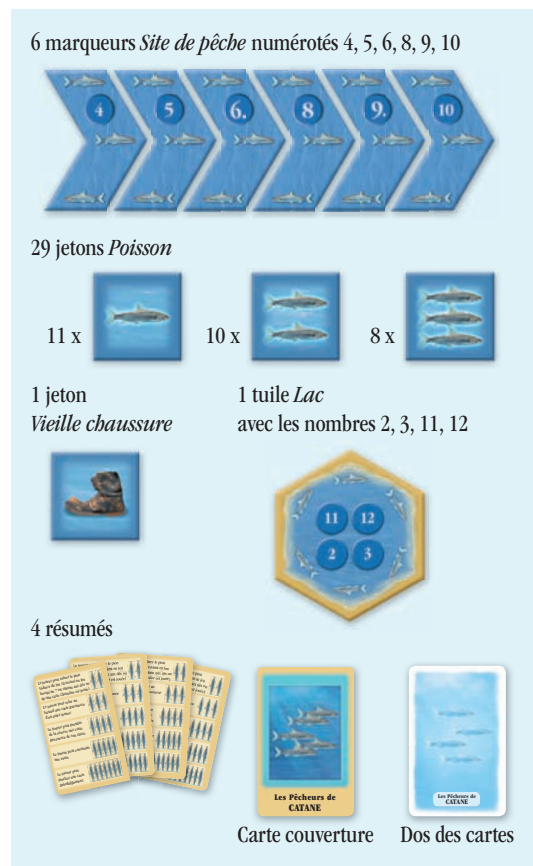 6 marqueurs Site de pêche numérotés 4, 5, 6, 8, 9, 10
4 5 6. 8 9. 10
29 jetons Poisson
11 x 10 x 8 x
1 jeton
Vieille chaussure
1 tuile Lac
avec les nombres 2, 3, 11, 12
11 12
2 3
4 résumés
Les Pêcheurs de
CATANE
Les Pêcheurs de
CATANE
Carte couverture
Dos des cartes